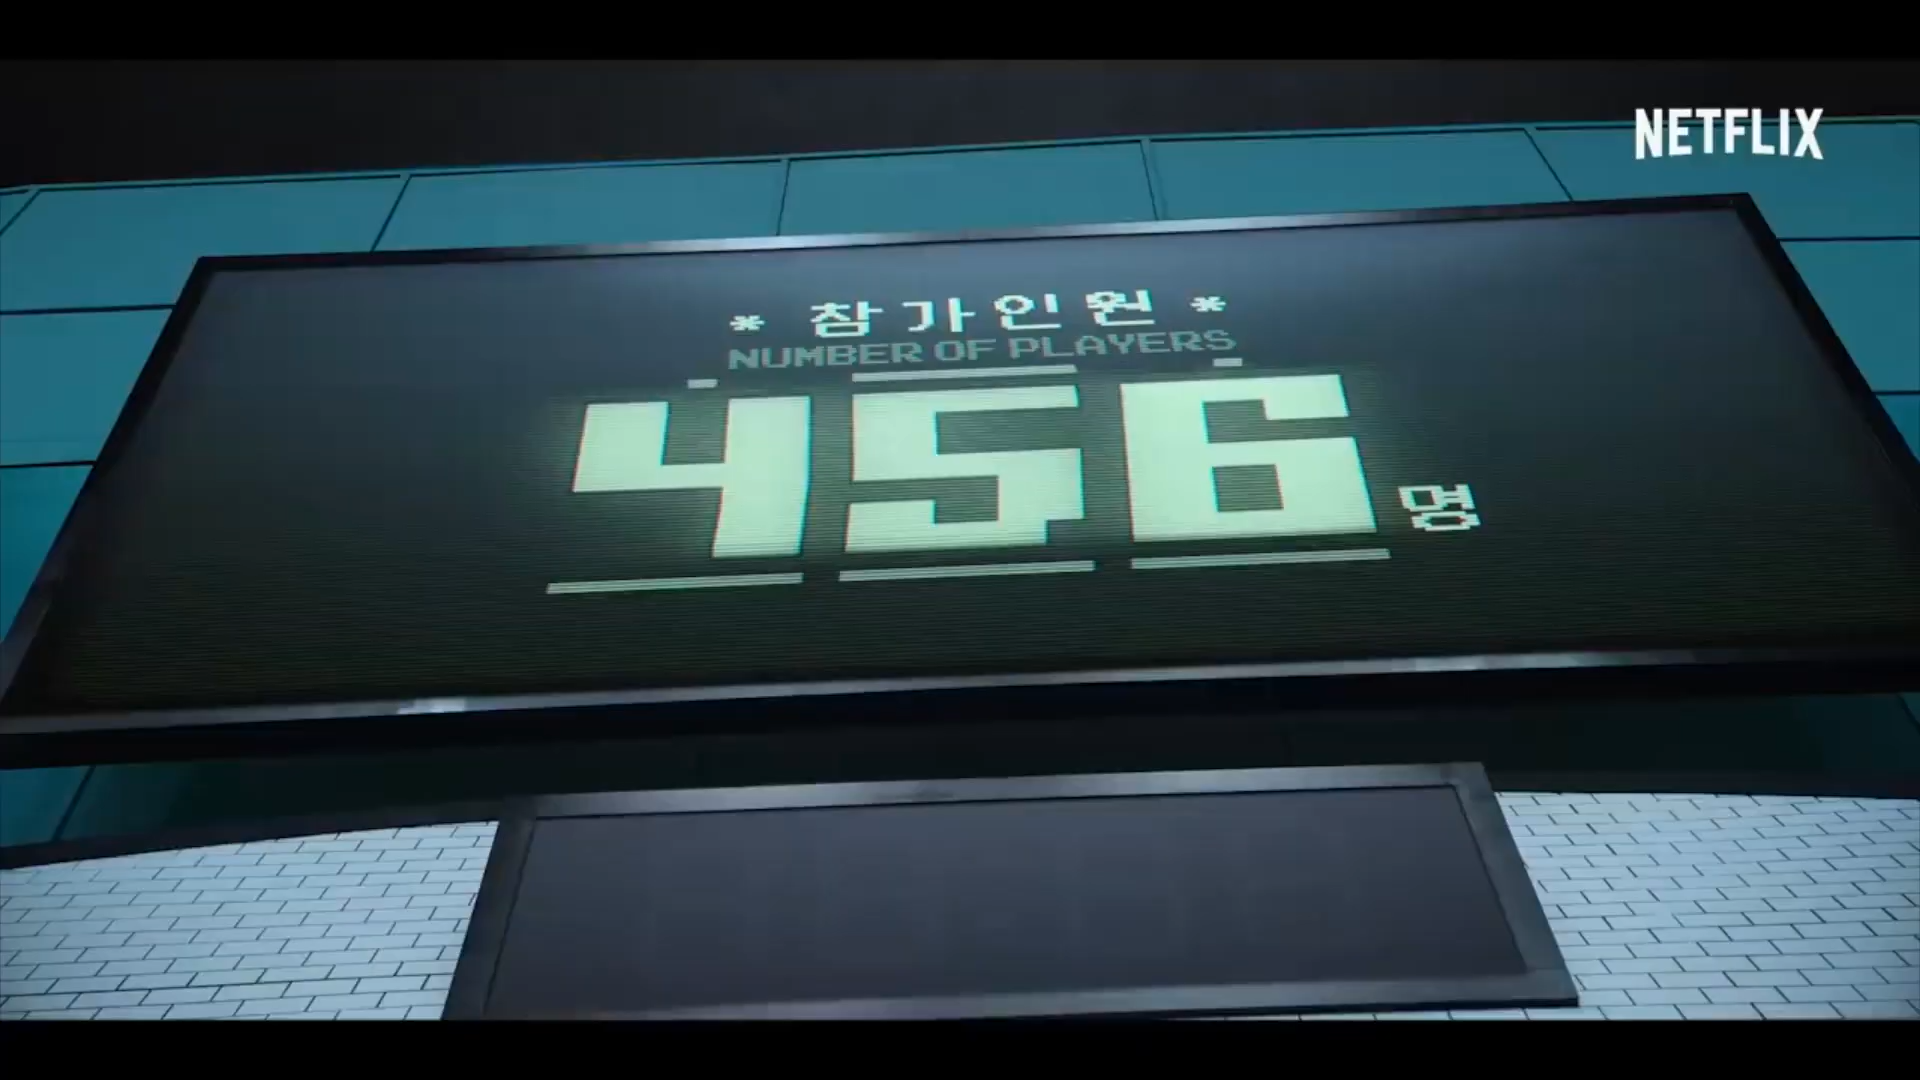 NETFLIX
* 참가인원 *
NUMBER OF PLAYERS
456명